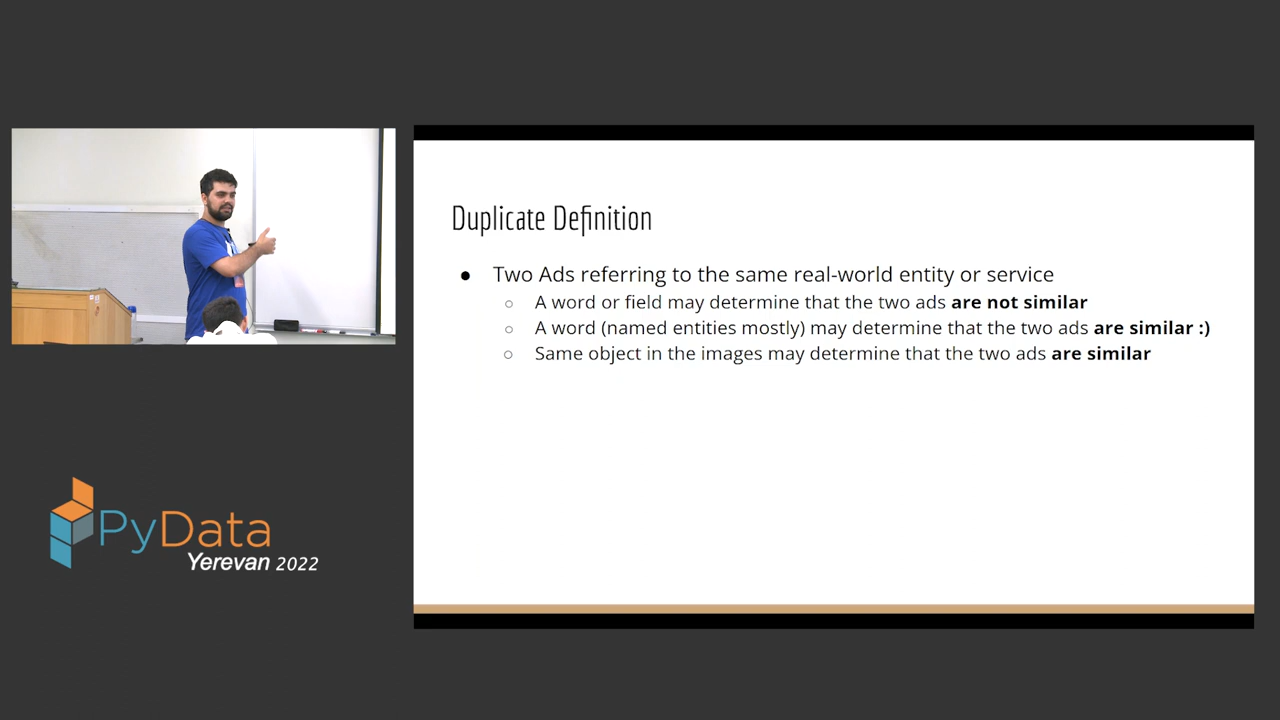 Duplicate Definition
● Two Ads referring to the same real-world entity or service
○ A word or field may determine that the two ads are not similar
○ A word (named entities mostly) may determine that the two ads are similar :)
○ Same object in the images may determine that the two ads are similar
PyData
Yerevan 2022